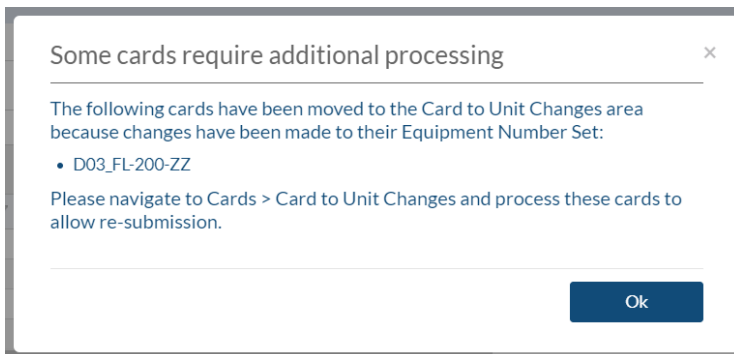 Some cards require additional processing ×
The following cards have been moved to the Card to Unit Changes area
because changes have been made to their Equipment Number Set:
• D03_FL-200-ZZ
Please navigate to Cards > Card to Unit Changes and process these cards to
allow re-submission.
Ok